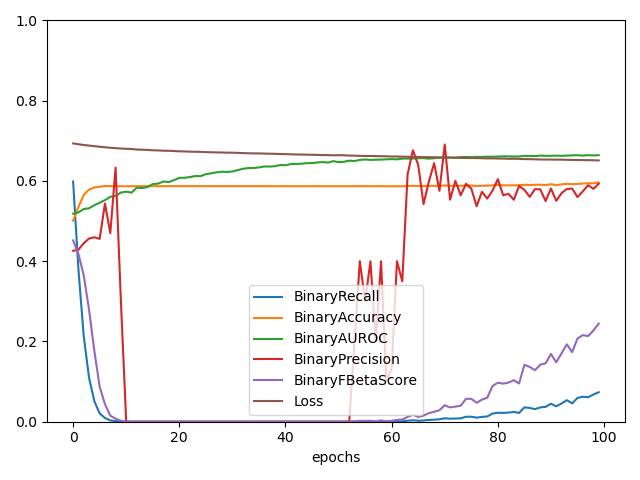 1.0
0.8
0.6
0.4
0.2
0.0
BinaryRecall
BinaryAccuracy
BinaryAUROC
BinaryPrecision
BinaryFBetaScore
Loss
0 20 40 60 80 100
epochs